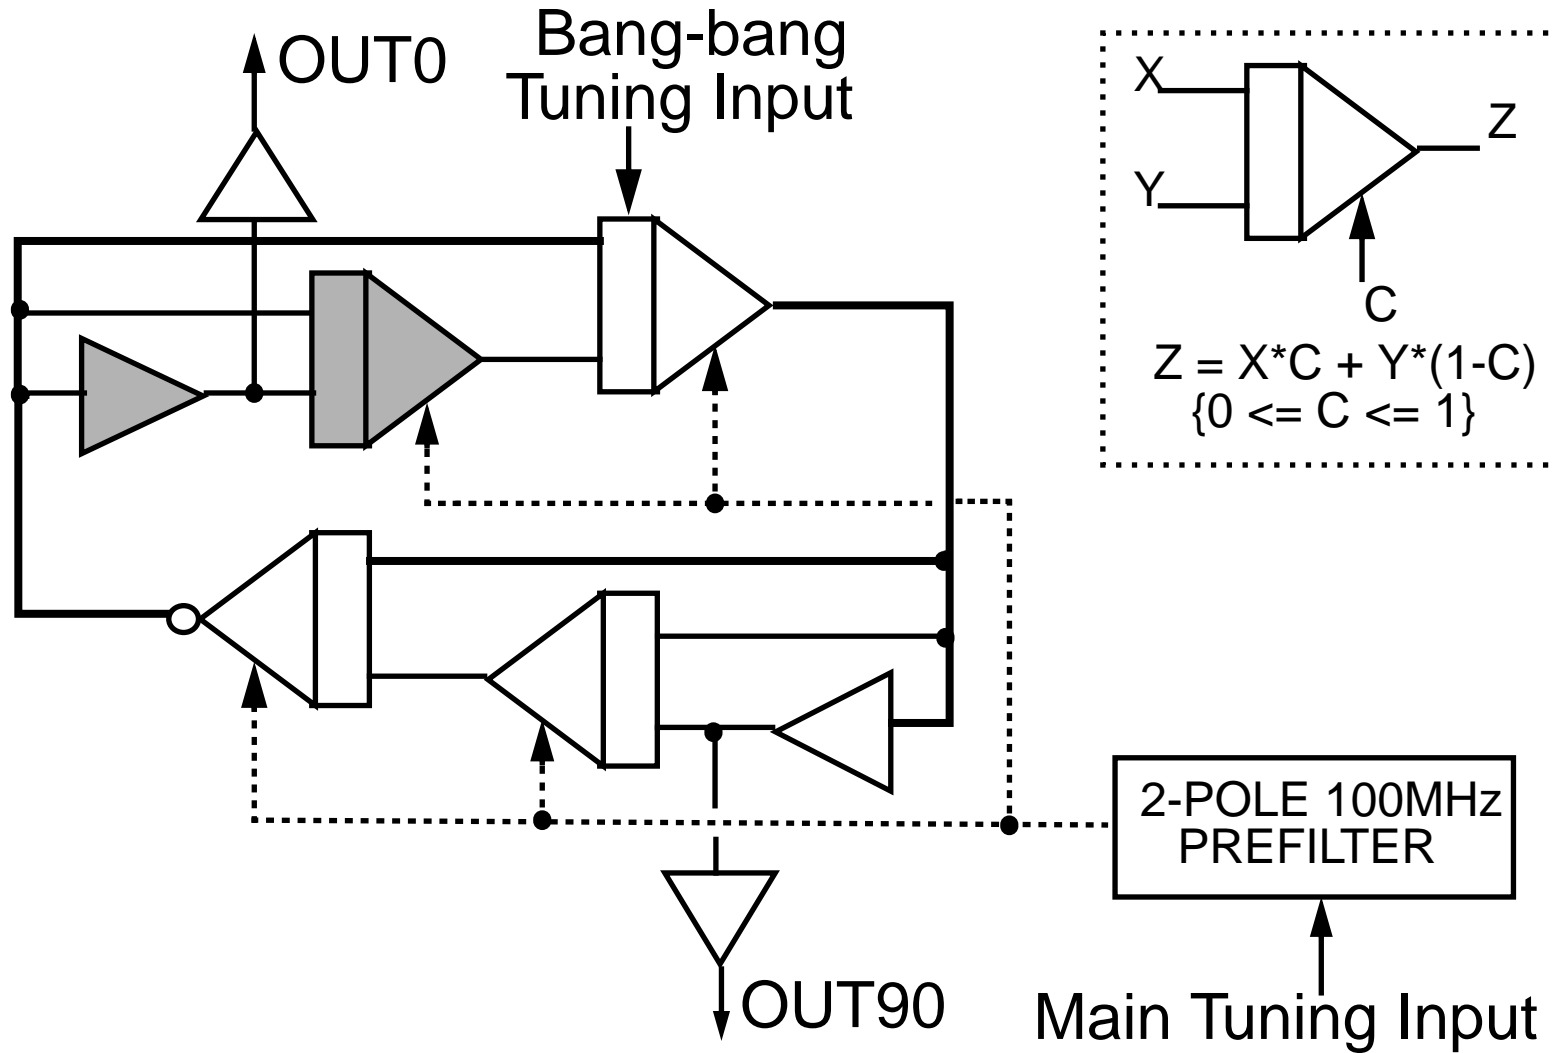 OUT0
Bang-bang
Tuning Input
X
Y
Z
C
Z = X*C + Y*(1-C)
{0 <= C <= 1}
2-POLE 100MHz
PREFILTER
OUT90
Main Tuning Input